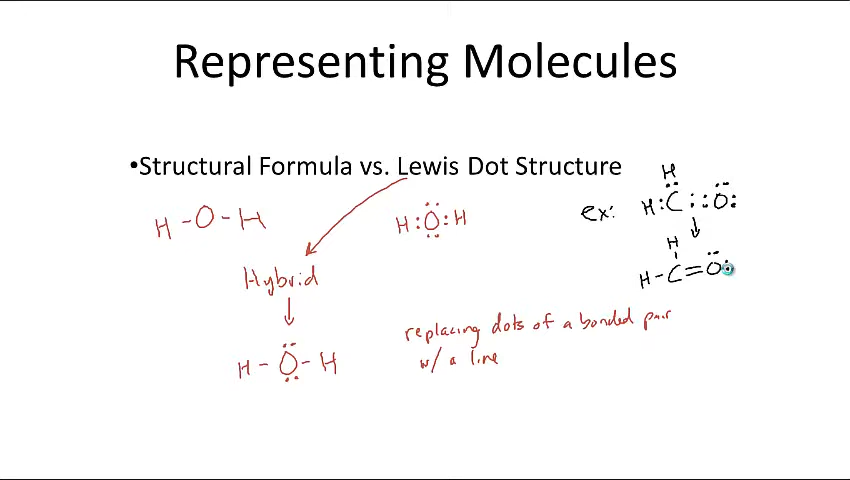 Representing Molecules
•Structural Formula vs. Lewis Dot Structure
H - O - H
H : Ö̤ : H
ex:
H
H : C :: Ö :
H
H - C = Ö :
Hybrid
H - Ö̤ - H
replacing dots of a bonded pair
w/ a line